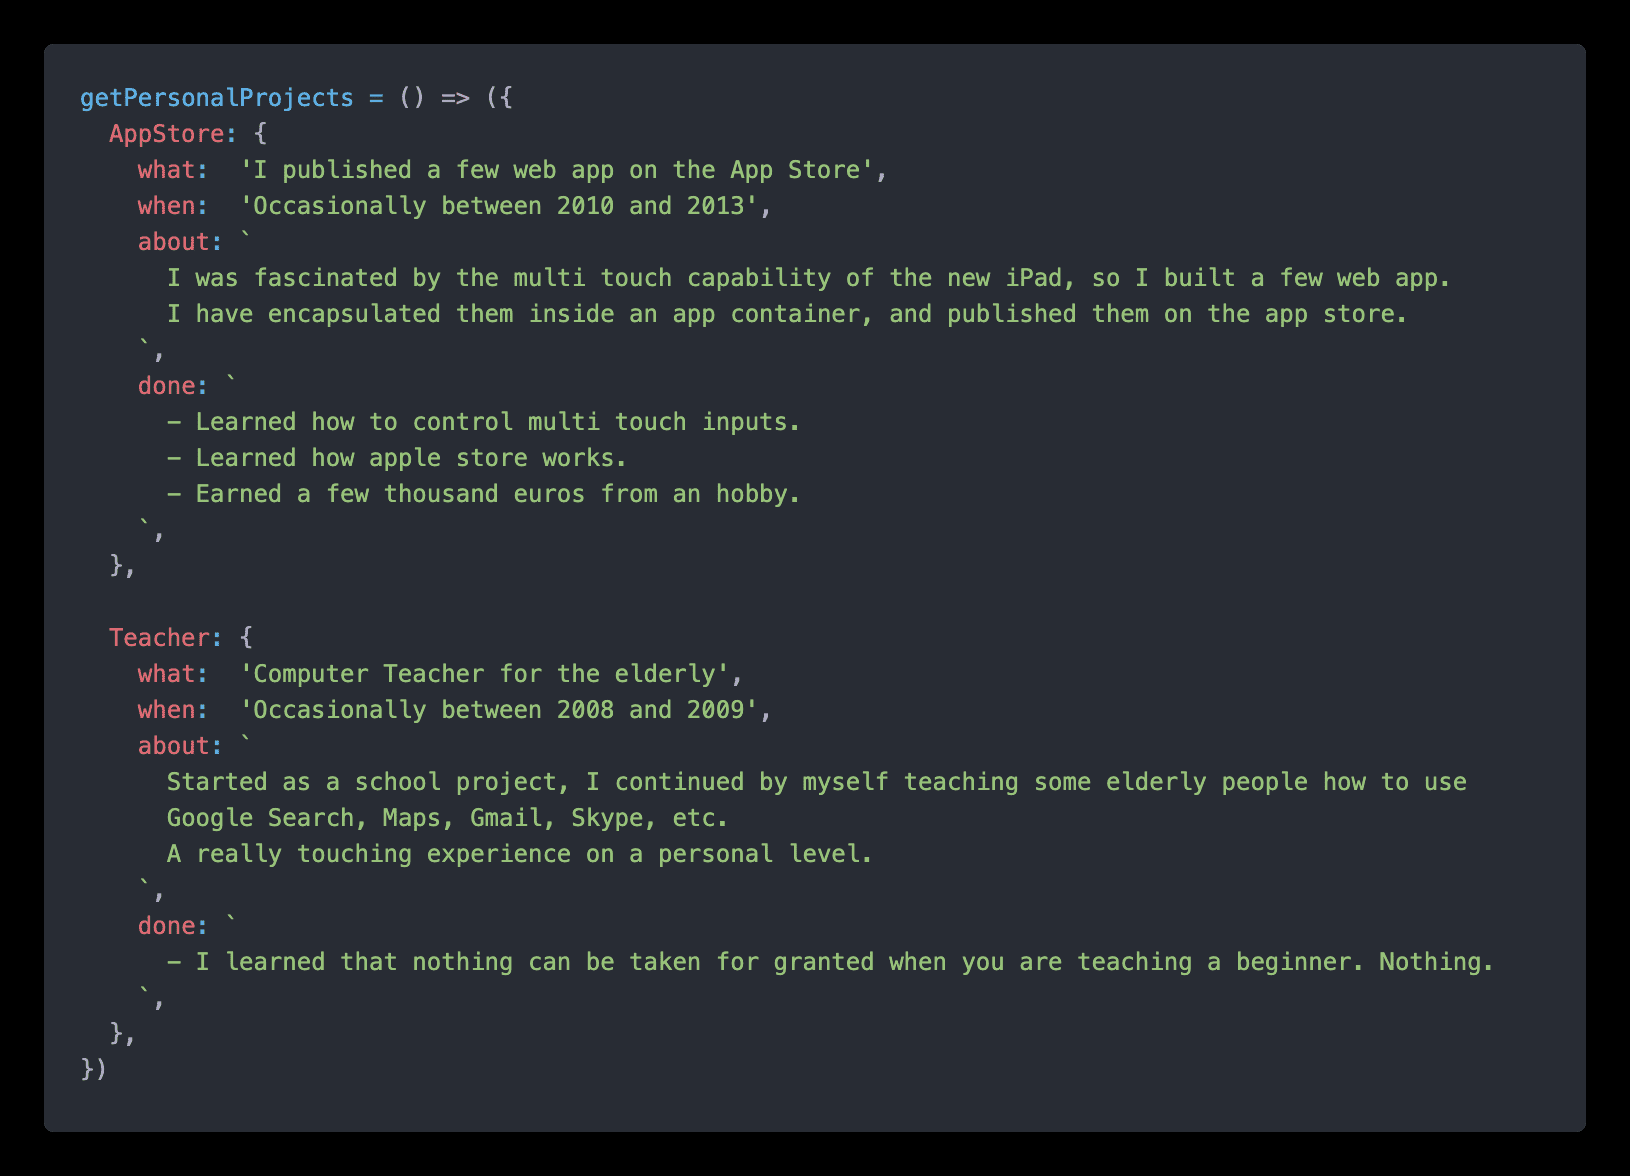 getPersonalProjects = () => ({
  AppStore: {
    what:  'I published a few web app on the App Store',
    when:  'Occasionally between 2010 and 2013',
    about: `
      I was fascinated by the multi touch capability of the new iPad, so I built a few web app.
      I have encapsulated them inside an app container, and published them on the app store.
    `,
    done: `
      - Learned how to control multi touch inputs.
      - Learned how apple store works.
      - Earned a few thousand euros from an hobby.
    `,
  },

  Teacher: {
    what:  'Computer Teacher for the elderly',
    when:  'Occasionally between 2008 and 2009',
    about: `
      Started as a school project, I continued by myself teaching some elderly people how to use
      Google Search, Maps, Gmail, Skype, etc.
      A really touching experience on a personal level.
    `,
    done: `
      - I learned that nothing can be taken for granted when you are teaching a beginner. Nothing.
    `,
  },
})